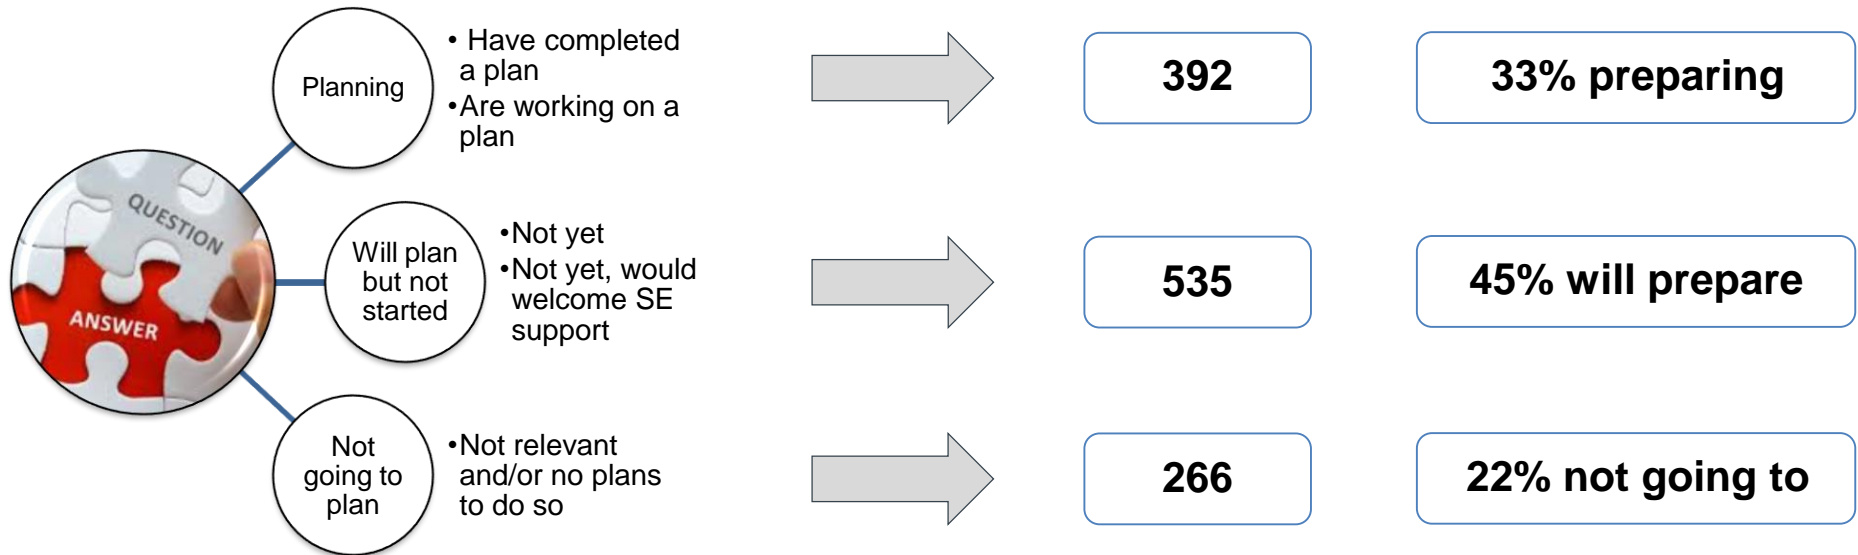 Planning
• Have completed
a plan
•Are working on a
plan
392
33% preparing
QUESTION
ANSWER
Will plan
but not
started
•Not yet
•Not yet, would
welcome SE
support
535
45% will prepare
Not
going to
plan
•Not relevant
and/or no plans
to do so
266
22% not going to